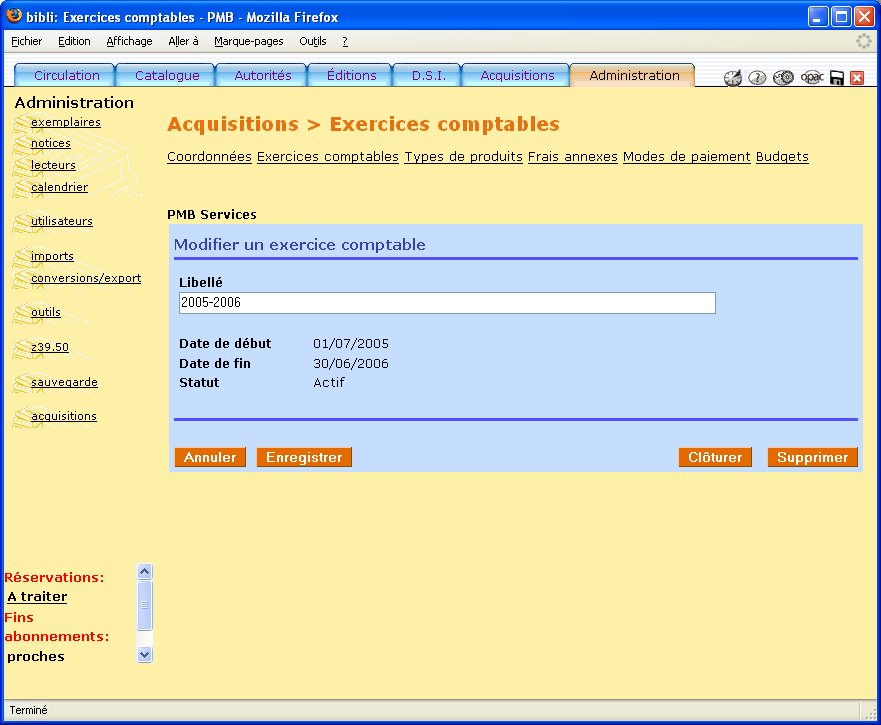 bibli: Exercices comptables - PMB - Mozilla Firefox
Fichier Edition Affichage Aller à Marque-pages Outils ?
Circulation Catalogue Autorités Éditions D.S.I. Acquisitions Administration ? opac
Administration
exemplaires
notices
lecteurs
calendrier
utilisateurs
imports
conversions/export
outils
z39.50
sauvegarde
acquisitions
Réservations:
A traiter
Fins
abonnements:
proches
Acquisitions > Exercices comptables
Coordonnées Exercices comptables Types de produits Frais annexes Modes de paiement Budgets
PMB Services
Modifier un exercice comptable
Libellé
2005-2006
Date de début 01/07/2005
Date de fin 30/06/2006
Statut Actif
Annuler Enregistrer Clôturer Supprimer
Terminé